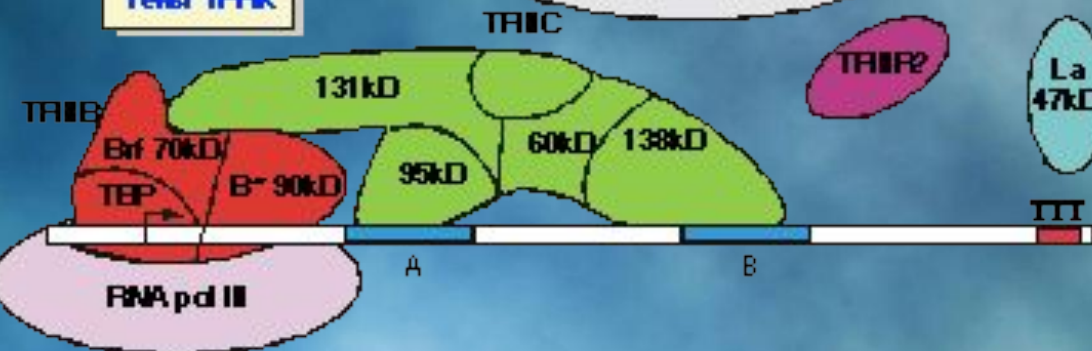 TFIIIC
TFIIIR?
La
47kD
131kD
TFIIIB
Brf 70kD
60kD
138kD
95kD
TBP
B" 90kD
TTT
A
B
RNA pol III